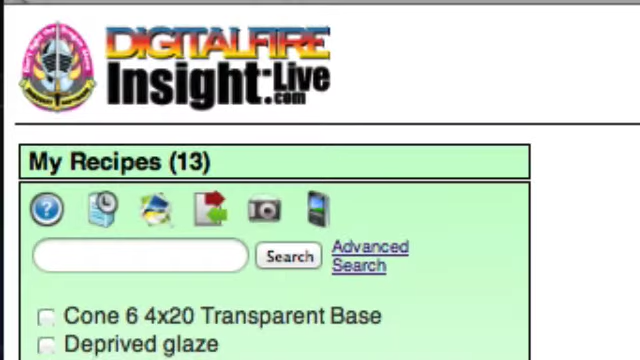 DIGITALFIRE
Insight-Live
.com
My Recipes (13)
Search
Advanced
Search
Cone 6 4x20 Transparent Base
Deprived glaze